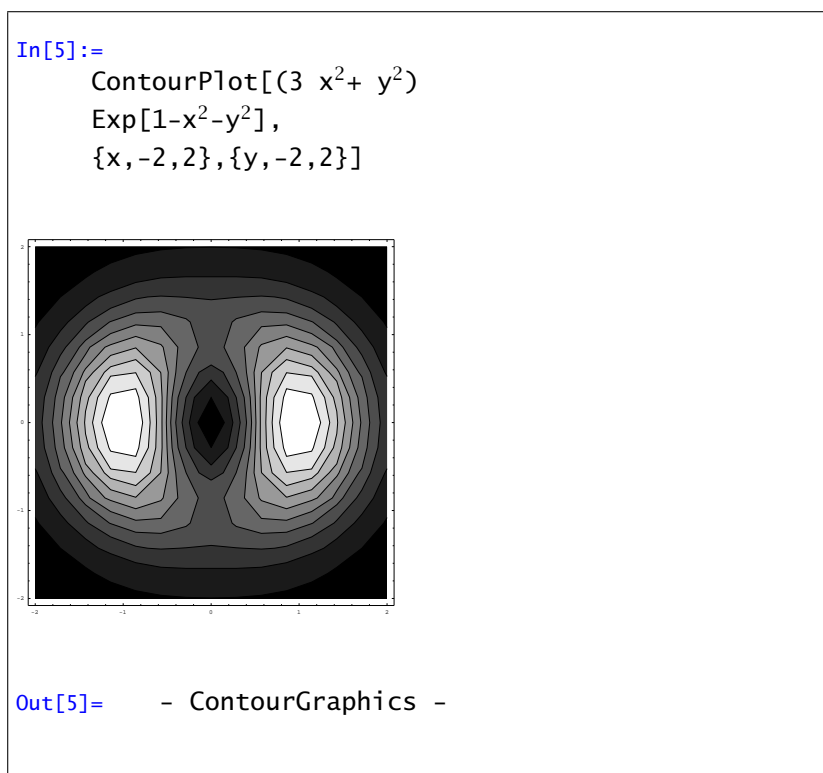 In[5]:=
ContourPlot[(3 x²+ y²)
Exp[1-x²-y²],
{x,-2,2},{y,-2,2}]
2
1
0
-1
-2
-2 -1 0 1 2
Out[5]= - ContourGraphics -